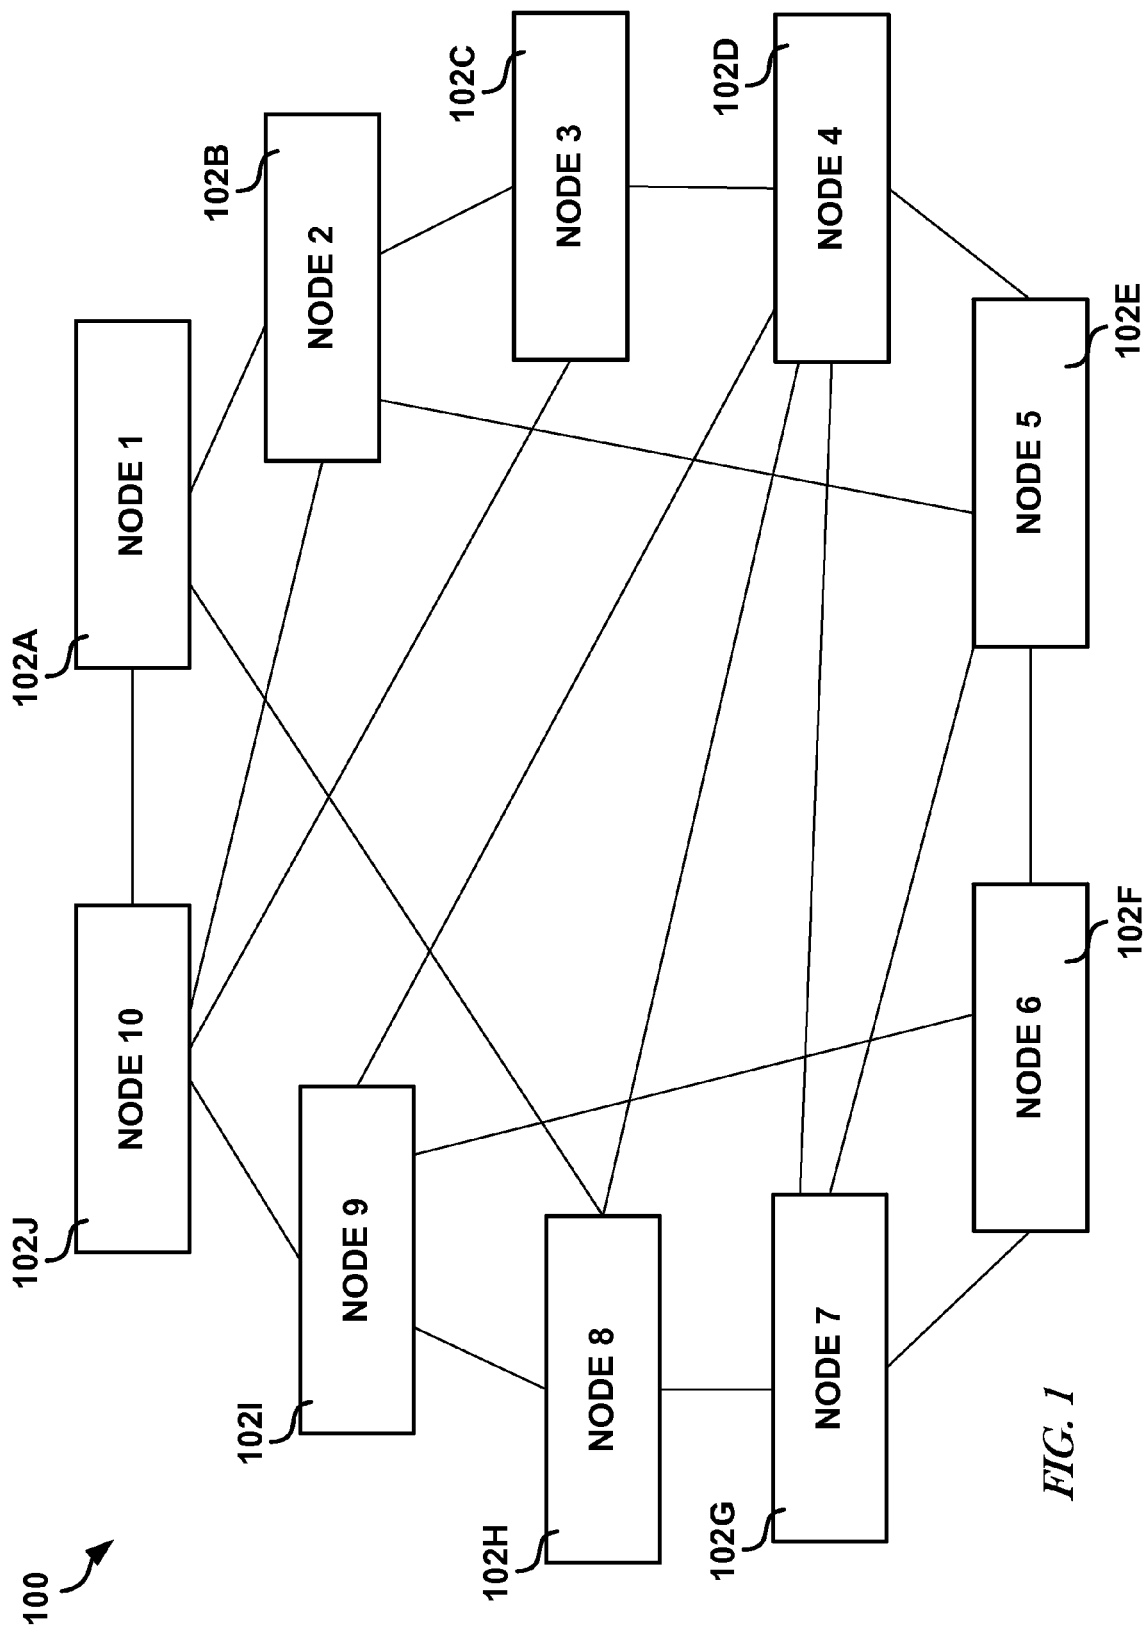 100
102J
NODE 10
102A
NODE 1
102I
NODE 9
102B
NODE 2
102H
NODE 8
102C
NODE 3
102G
NODE 7
102D
NODE 4
NODE 6
102F
NODE 5
102E
FIG. 1